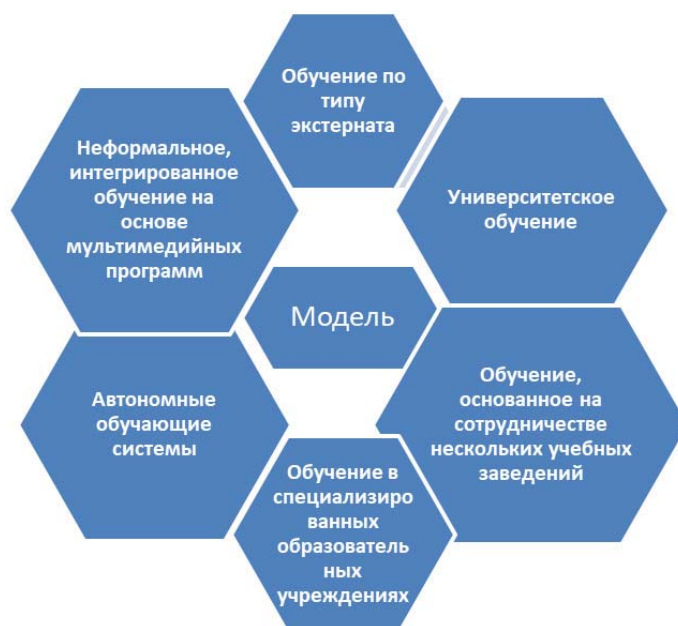 Обучение по
типу
экстерната
Неформальное,
интегрированное
обучение на
основе
мультимедийных
программ
Университетское
обучение
Модель
Автономные
обучающие
системы
Обучение,
основанное на
сотрудничестве
нескольких учебных
заведений
Обучение в
специализиро
ванных
образователь
ных
учреждениях